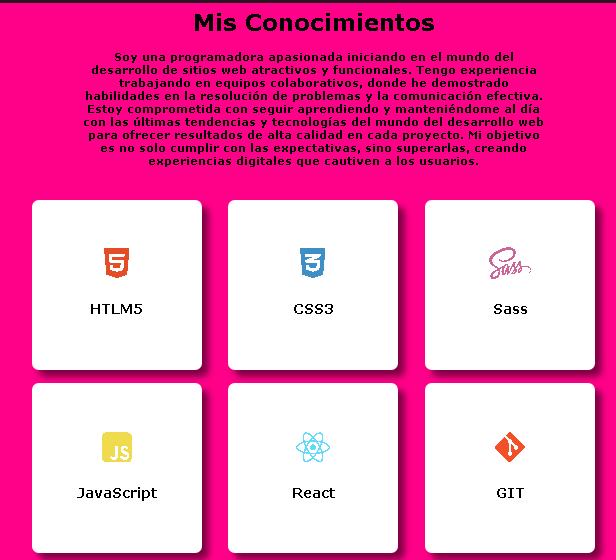 Mis Conocimientos
Soy una programadora apasionada iniciando en el mundo del
desarrollo de sitios web atractivos y funcionales. Tengo experiencia
trabajando en equipos colaborativos, donde he demostrado
habilidades en la resolución de problemas y la comunicación efectiva.
Estoy comprometida con seguir aprendiendo y manteniéndome al día
con las últimas tendencias y tecnologías del mundo del desarrollo web
para ofrecer resultados de alta calidad en cada proyecto. Mi objetivo
es no solo cumplir con las expectativas, sino superarlas, creando
experiencias digitales que cautiven a los usuarios.
5 3 Sass
HTLM5 CSS3 Sass
JS
JavaScript React GIT